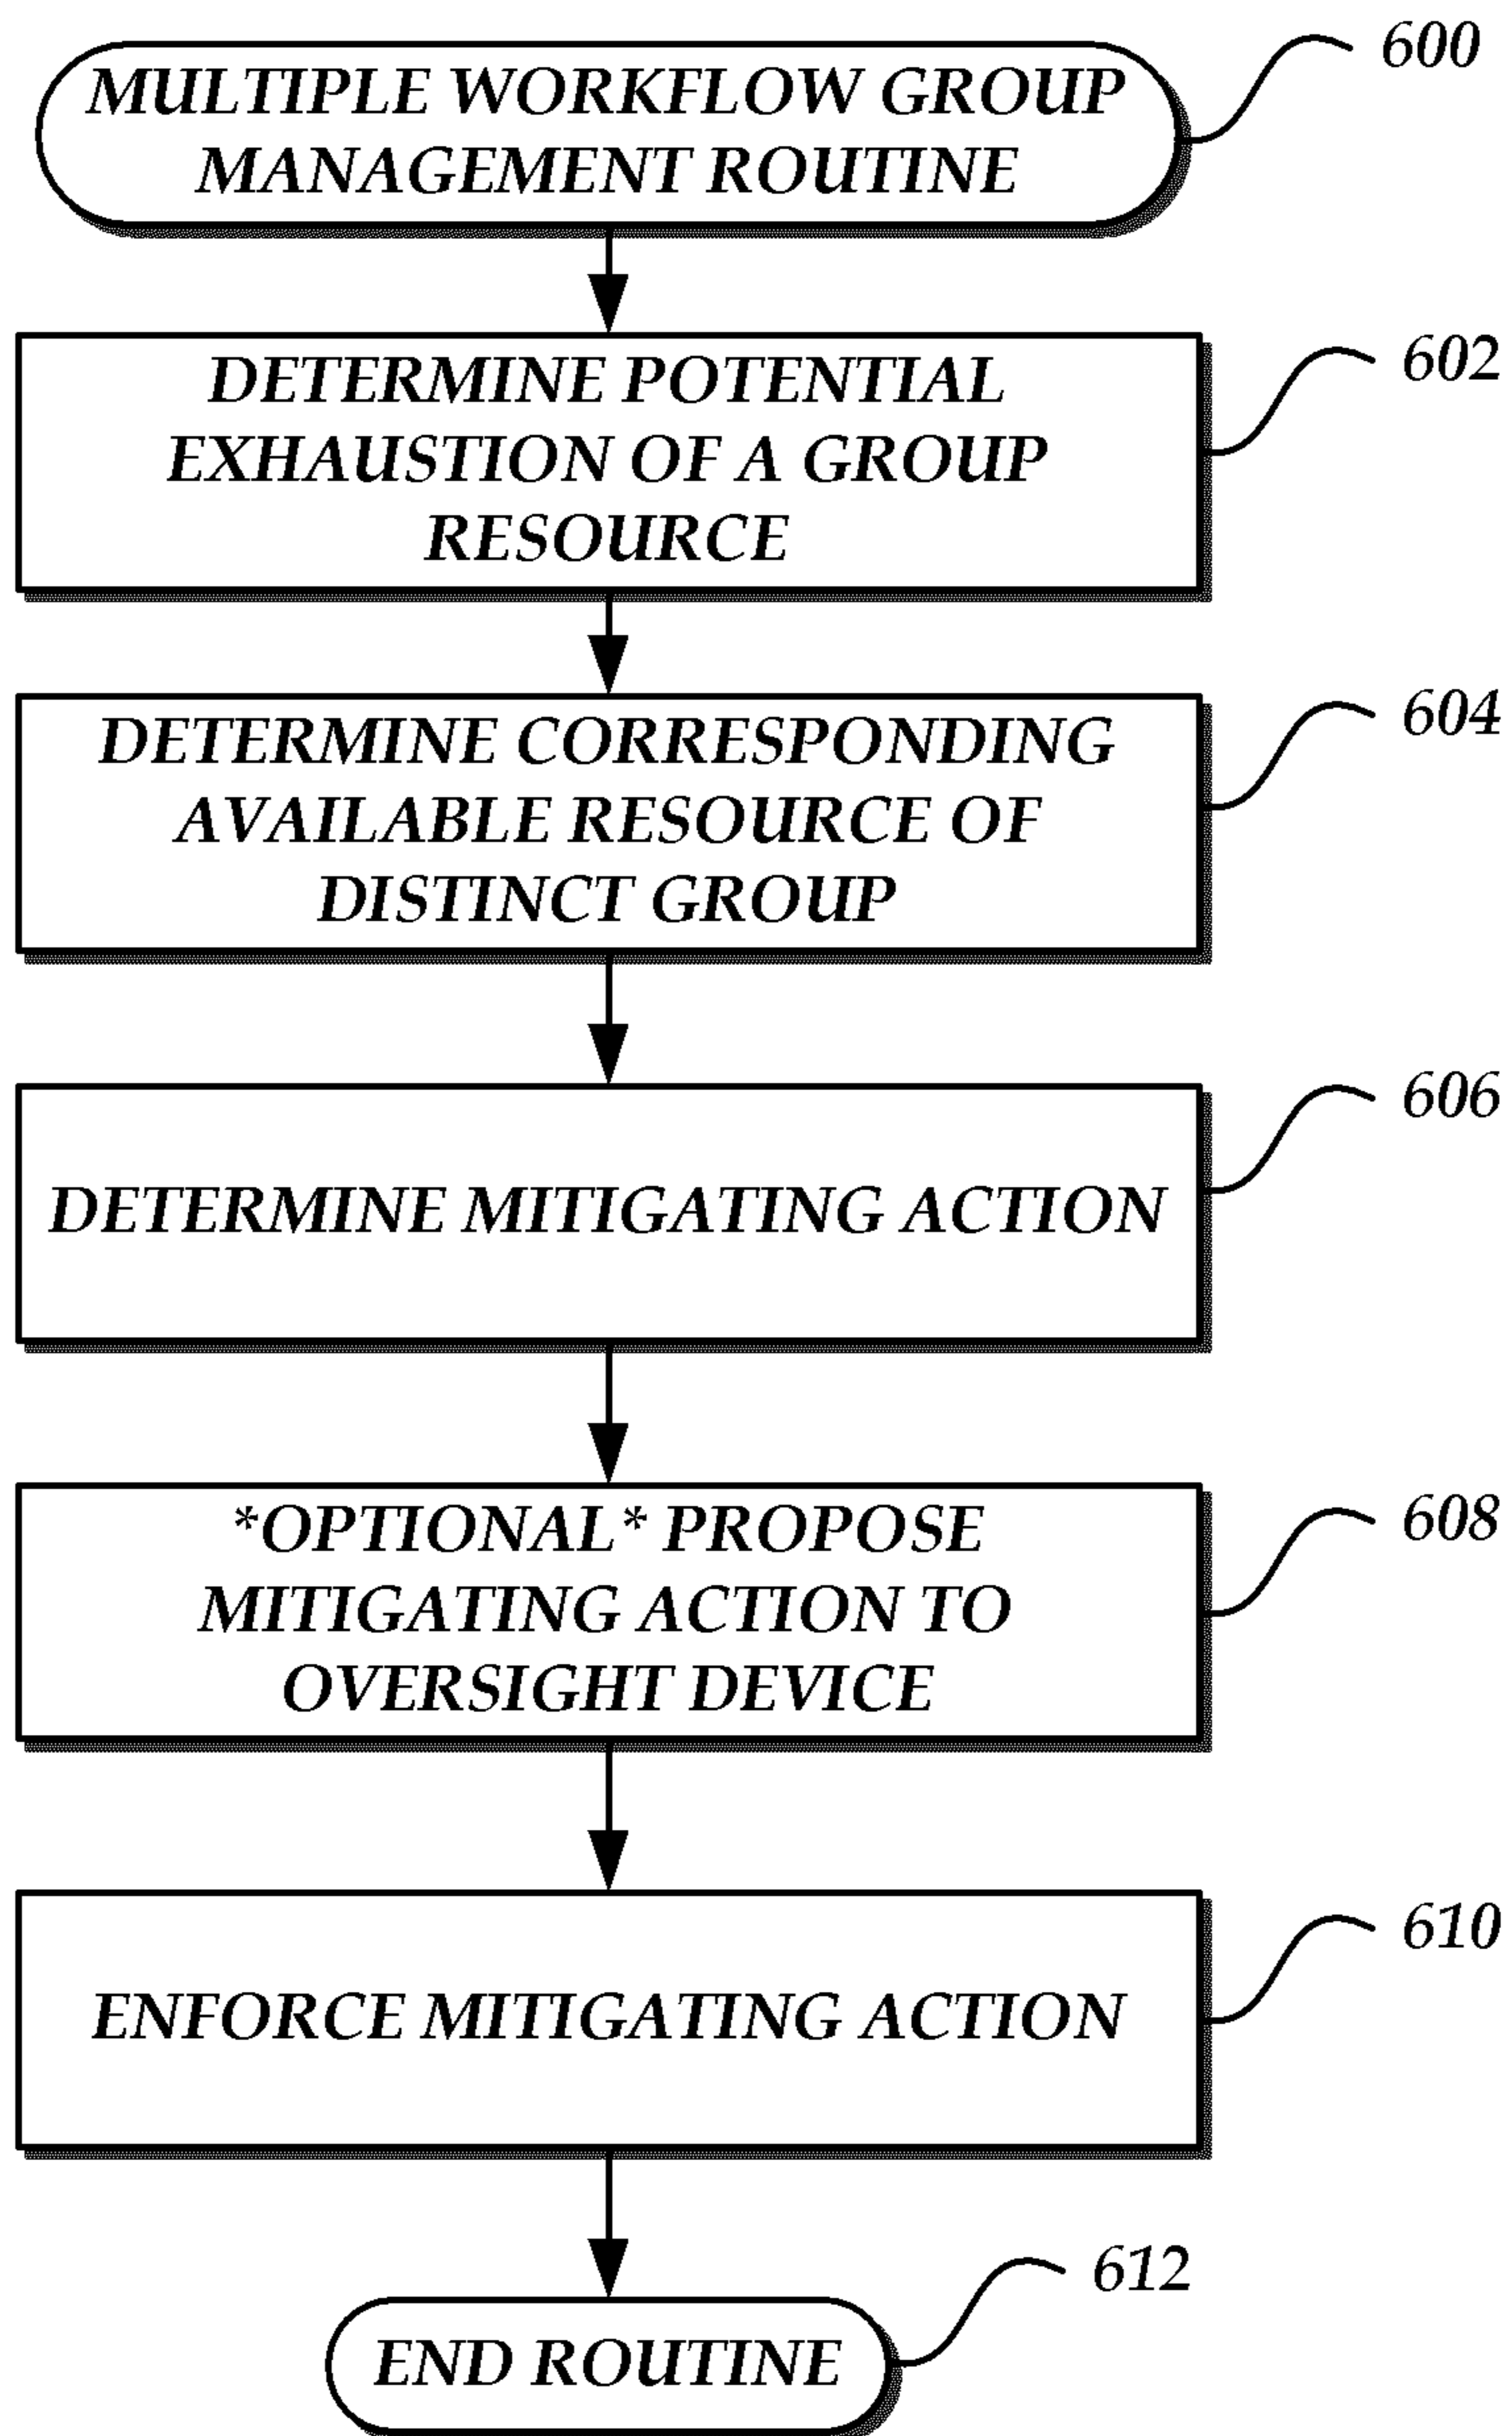 MULTIPLE WORKFLOW GROUP
MANAGEMENT ROUTINE
600
DETERMINE POTENTIAL
EXHAUSTION OF A GROUP
RESOURCE
602
DETERMINE CORRESPONDING
AVAILABLE RESOURCE OF
DISTINCT GROUP
604
DETERMINE MITIGATING ACTION
606
*OPTIONAL* PROPOSE
MITIGATING ACTION TO
OVERSIGHT DEVICE
608
ENFORCE MITIGATING ACTION
610
END ROUTINE
612